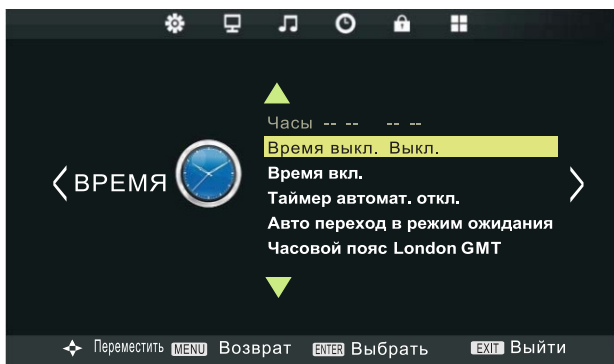 Часы -- -- -- --
Время выкл. Выкл.
Время вкл.
ВРЕМЯ
Таймер автомат. откл.
Авто переход в режим ожидания
Часовой пояс London GMT
Переместить MENU Возврат ENTER Выбрать EXIT Выйти